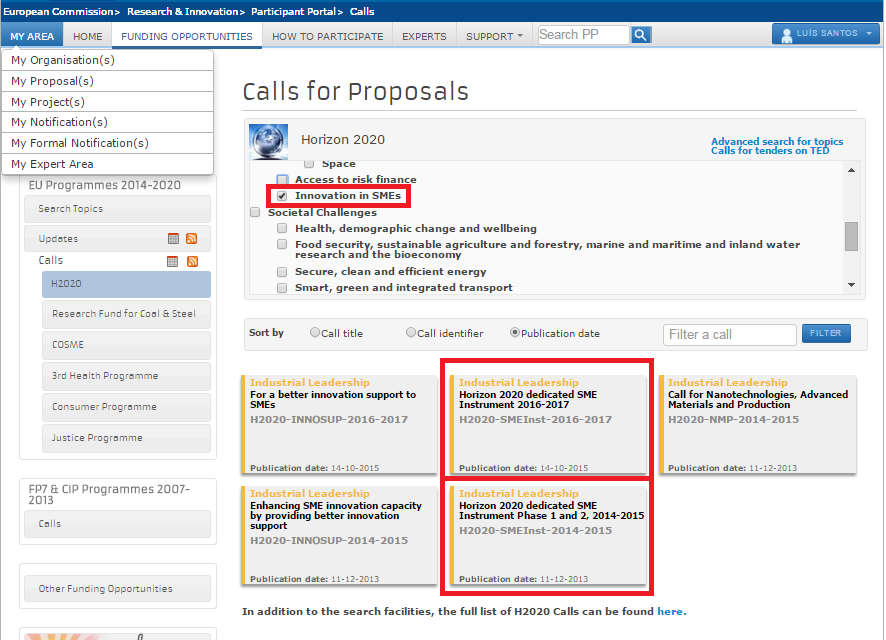 European Commission> Research & Innovation> Participant Portal> Calls
MY AREA HOME FUNDING OPPORTUNITIES HOW TO PARTICIPATE EXPERTS SUPPORT Search PP LUÍS SANTOS
My Organisation(s)
My Proposal(s)
My Project(s)
My Notification(s)
My Formal Notification(s)
My Expert Area
EU Programmes 2014-2020
Search Topics
Updates
Calls
H2020
Research Fund for Coal & Steel
COSME
3rd Health Programme
Consumer Programme
Justice Programme
FP7 & CIP Programmes 2007-
2013
Calls
Other Funding Opportunities
Calls for Proposals
Horizon 2020
Advanced search for topics
Calls for tenders on TED
Space
Access to risk finance
Innovation in SMEs
Societal Challenges
Health, demographic change and wellbeing
Food security, sustainable agriculture and forestry, marine and maritime and inland water
research and the bioeconomy
Secure, clean and efficient energy
Smart, green and integrated transport
Sort by Call title Call identifier Publication date Filter a call FILTER
Industrial Leadership
For a better innovation support to
SMEs
H2020-INNOSUP-2016-2017
Publication date: 14-10-2015
Industrial Leadership
Horizon 2020 dedicated SME
Instrument 2016-2017
H2020-SMEInst-2016-2017
Publication date: 14-10-2015
Industrial Leadership
Call for Nanotechnologies, Advanced
Materials and Production
H2020-NMP-2014-2015
Publication date: 11-12-2013
Industrial Leadership
Enhancing SME innovation capacity
by providing better innovation
support
H2020-INNOSUP-2014-2015
Publication date: 11-12-2013
Industrial Leadership
Horizon 2020 dedicated SME
Instrument Phase 1 and 2, 2014-2015
H2020-SMEInst-2014-2015
Publication date: 11-12-2013
In addition to the search facilities, the full list of H2020 Calls can be found here.